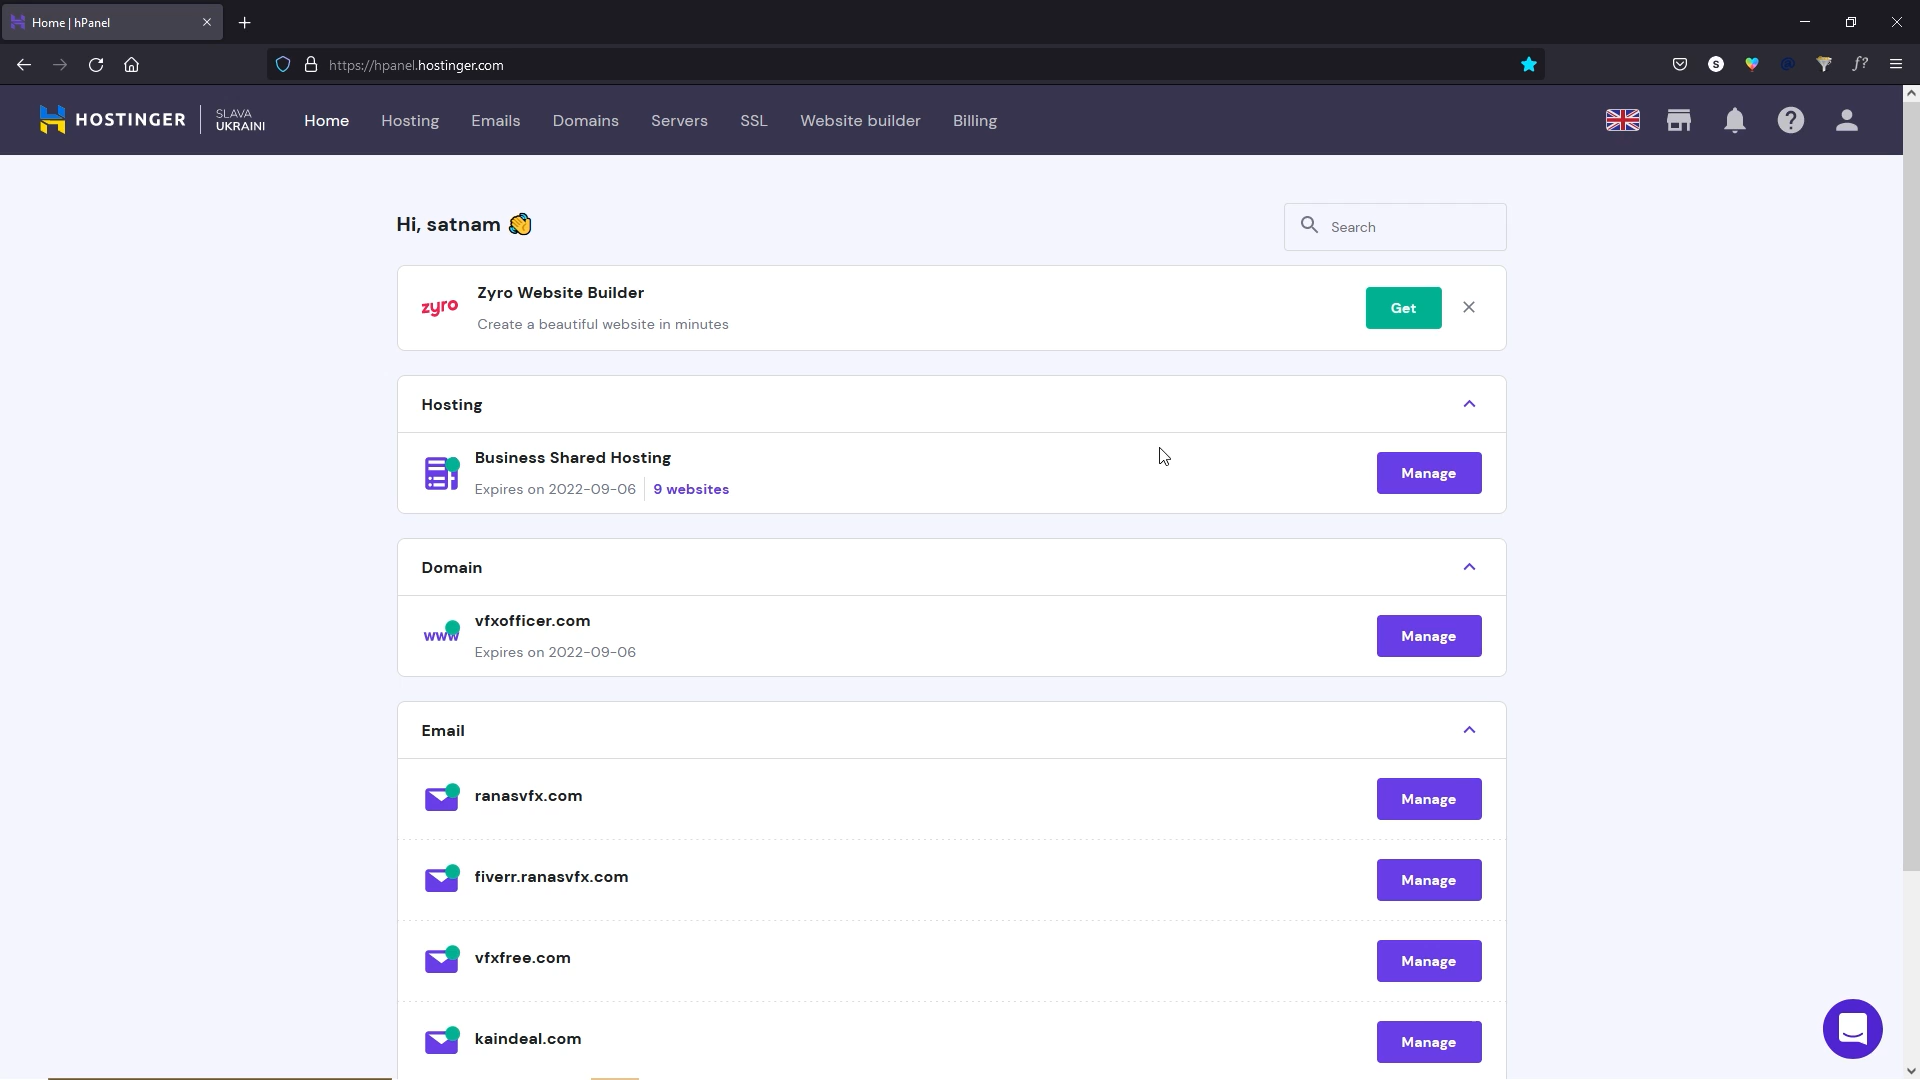 Home | hPanel
https://hpanel.hostinger.com
S
f?
HOSTINGER
SLAVA
UKRAINI
Home
Hosting
Emails
Domains
Servers
SSL
Website builder
Billing
Hi, satnam 👏
Search
zyro
Zyro Website Builder
Create a beautiful website in minutes
Get
Hosting
Business Shared Hosting
Expires on 2022-09-06
9 websites
Manage
Domain
www
vfxofficer.com
Expires on 2022-09-06
Manage
Email
ranasvfx.com
Manage
fiverr.ranasvfx.com
Manage
vfxfree.com
Manage
kaindeal.com
Manage